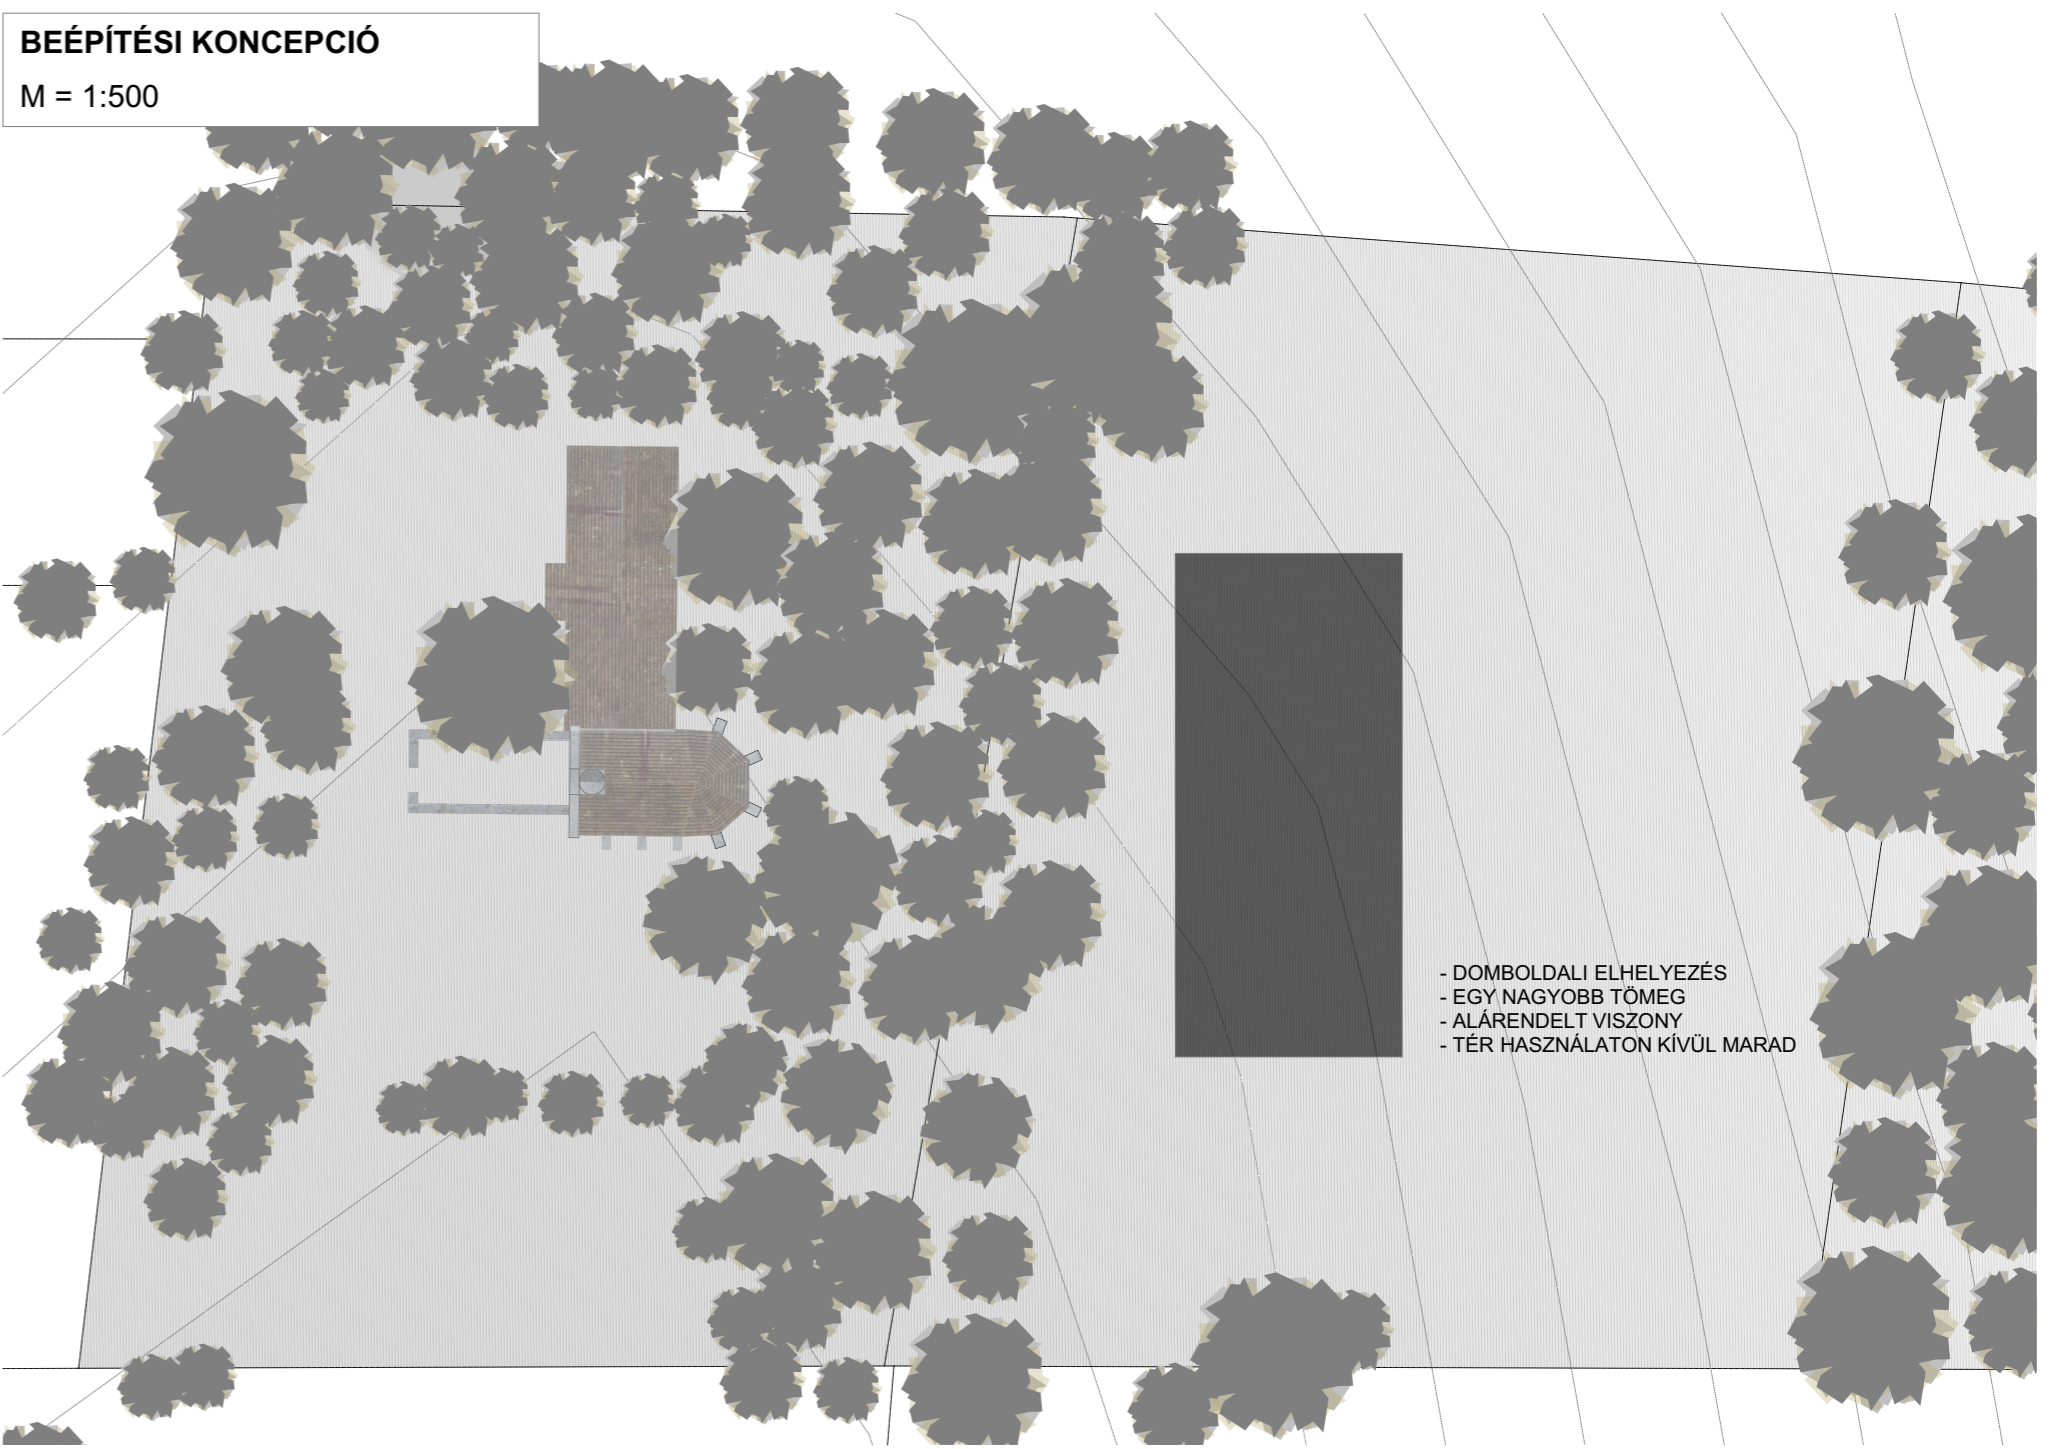 BEÉPÍTÉSI KONCEPCIÓ
M = 1:500
- DOMBOLDALI ELHELYEZÉS
- EGY NAGYOBB TÖMEG
- ALÁRENDELT VISZONY
- TÉR HASZNÁLATON KÍVÜL MARAD